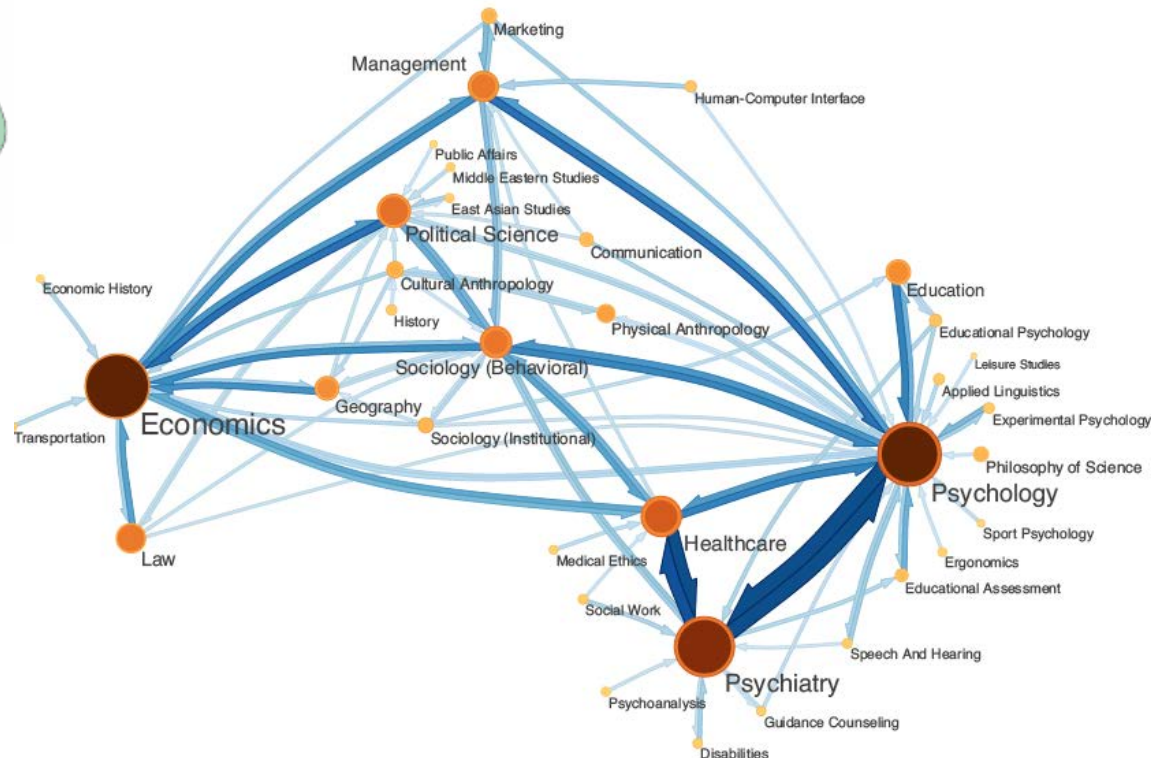 Marketing
Management
Human-Computer Interface
Public Affairs
Middle Eastern Studies
East Asian Studies
Political Science
Communication
Cultural Anthropology
Economic History
Education
History
Physical Anthropology
Educational Psychology
Sociology (Behavioral)
Leisure Studies
Applied Linguistics
Geography
Economics
Experimental Psychology
Transportation
Sociology (Institutional)
Philosophy of Science
Psychology
Sport Psychology
Healthcare
Law
Medical Ethics
Ergonomics
Educational Assessment
Social Work
Speech And Hearing
Psychiatry
Psychoanalysis
Guidance Counseling
Disabilities